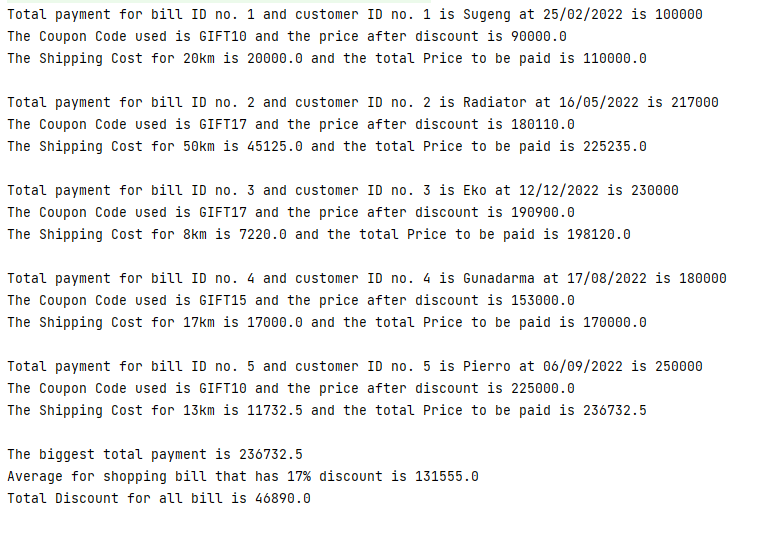 Total payment for bill ID no. 1 and customer ID no. 1 is Sugeng at 25/02/2022 is 100000
The Coupon Code used is GIFT10 and the price after discount is 90000.0
The Shipping Cost for 20km is 20000.0 and the total Price to be paid is 110000.0
Total payment for bill ID no. 2 and customer ID no. 2 is Radiator at 16/05/2022 is 217000
The Coupon Code used is GIFT17 and the price after discount is 180110.0
The Shipping Cost for 50km is 45125.0 and the total Price to be paid is 225235.0
Total payment for bill ID no. 3 and customer ID no. 3 is Eko at 12/12/2022 is 230000
The Coupon Code used is GIFT17 and the price after discount is 190900.0
The Shipping Cost for 8km is 7220.0 and the total Price to be paid is 198120.0
Total payment for bill ID no. 4 and customer ID no. 4 is Gunadarma at 17/08/2022 is 180000
The Coupon Code used is GIFT15 and the price after discount is 153000.0
The Shipping Cost for 17km is 17000.0 and the total Price to be paid is 170000.0
Total payment for bill ID no. 5 and customer ID no. 5 is Pierro at 06/09/2022 is 250000
The Coupon Code used is GIFT10 and the price after discount is 225000.0
The Shipping Cost for 13km is 11732.5 and the total Price to be paid is 236732.5
The biggest total payment is 236732.5
Average for shopping bill that has 17% discount is 131555.0
Total Discount for all bill is 46890.0